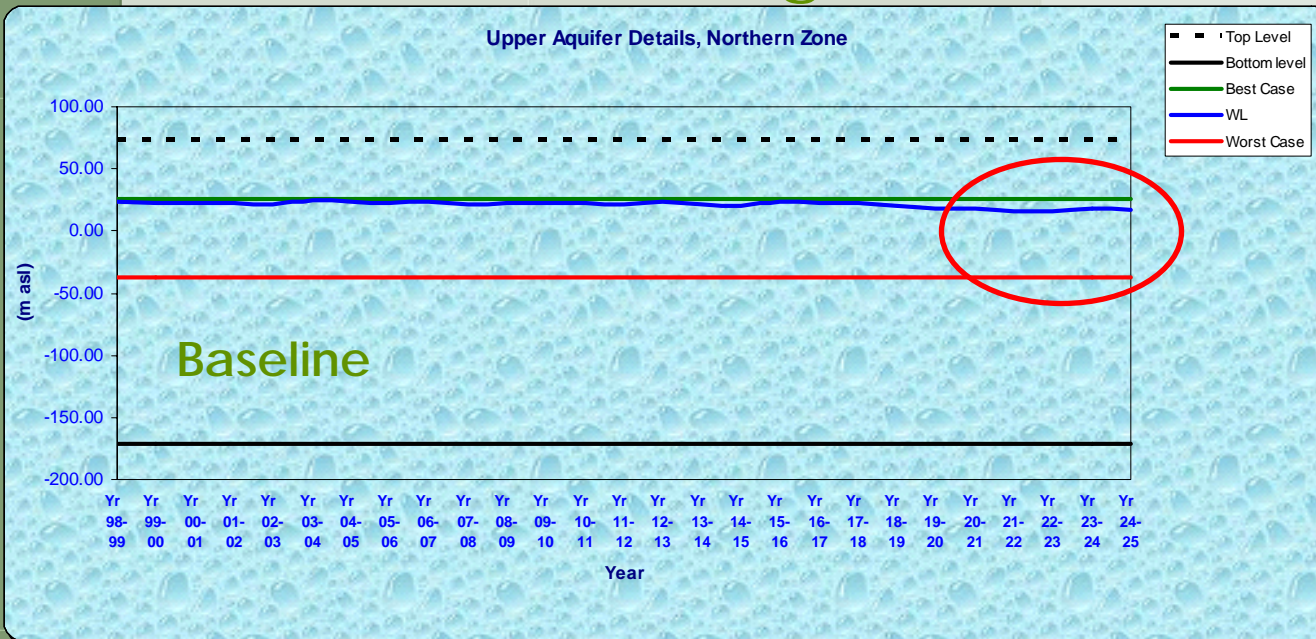 Upper Aquifer Details, Northern Zone
Top Level
Bottom level
Best Case
WL
Worst Case
100.00
50.00
0.00
-50.00
-100.00
-150.00
-200.00
(m asl)
Baseline
Yr 98-99
Yr 99-00
Yr 00-01
Yr 01-02
Yr 02-03
Yr 03-04
Yr 04-05
Yr 05-06
Yr 06-07
Yr 07-08
Yr 08-09
Yr 09-10
Yr 10-11
Yr 11-12
Yr 12-13
Yr 13-14
Yr 14-15
Yr 15-16
Yr 16-17
Yr 17-18
Yr 18-19
Yr 19-20
Yr 20-21
Yr 21-22
Yr 22-23
Yr 23-24
Yr 24-25
Year